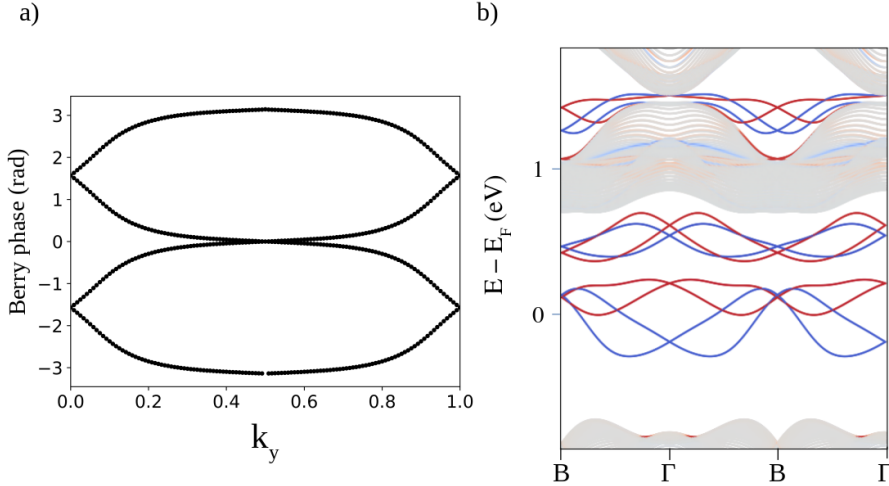 a)
b)
Berry phase (rad)
3
2
1
0
−1
−2
−3
0.0 0.2 0.4 0.6 0.8 1.0
k_y
E − E_F (eV)
1
0
B Γ B Γ